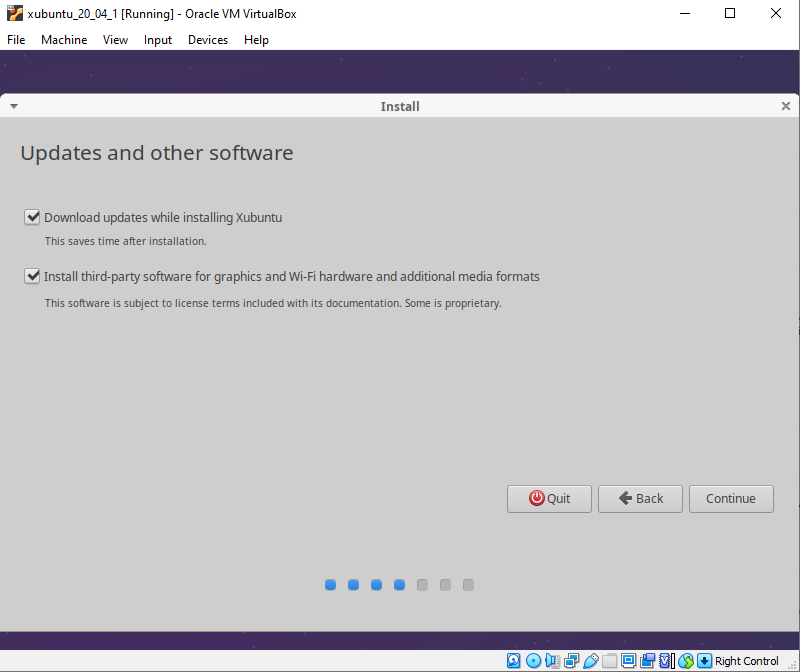 xubuntu_20_04_1 [Running] - Oracle VM VirtualBox
File Machine View Input Devices Help
Install
Updates and other software
Download updates while installing Xubuntu
This saves time after installation.
Install third-party software for graphics and Wi-Fi hardware and additional media formats
This software is subject to license terms included with its documentation. Some is proprietary.
Quit Back Continue
Right Control